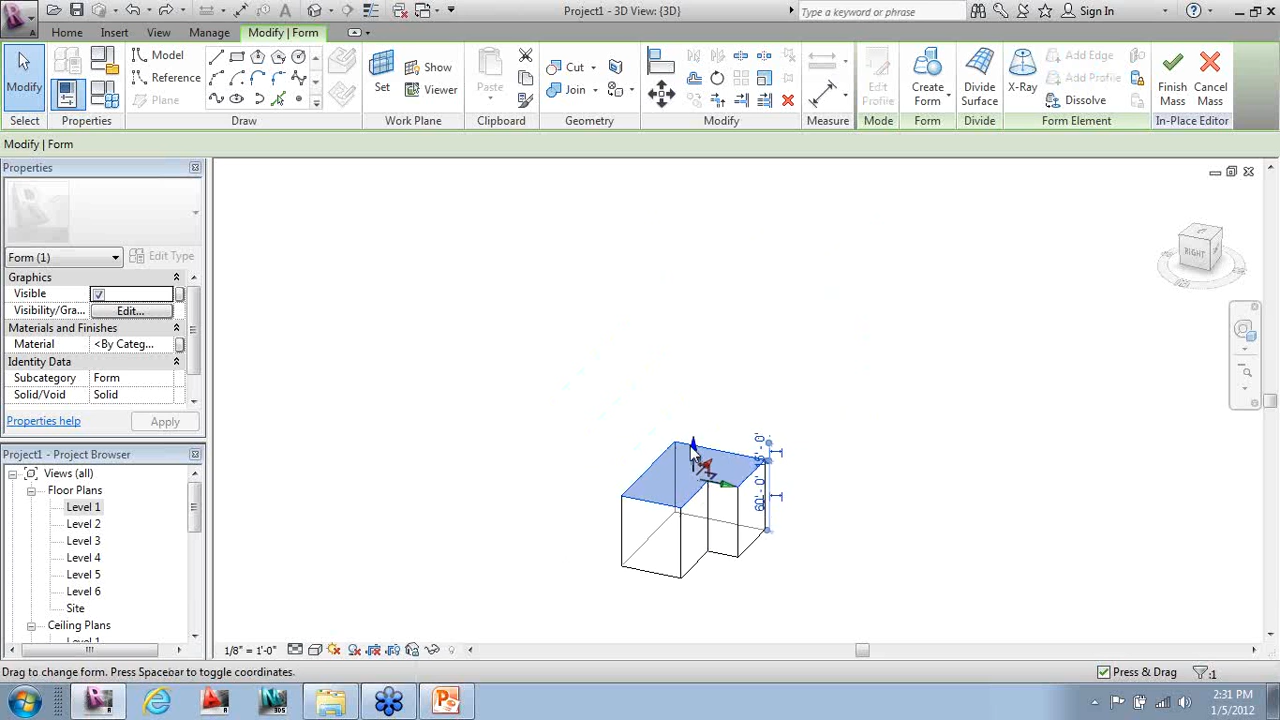 Project1 - 3D View: {3D}
Type a keyword or phrase
Sign In
Home Insert View Manage Modify | Form
Modify
Model
Reference
Plane
Set
Show
Viewer
Paste
Cut
Join
Edit Profile
Create Form
Divide Surface
X-Ray
Add Edge
Add Profile
Dissolve
Finish Mass
Cancel Mass
Select Properties Draw Work Plane Clipboard Geometry Modify Measure Mode Form Divide Form Element In-Place Editor
Modify | Form
Properties
Form (1)
Edit Type
Graphics
Visible
Visibility/Gra... Edit...
Materials and Finishes
Material <By Categ...
Identity Data
Subcategory Form
Solid/Void Solid
Properties help Apply
Project1 - Project Browser
Views (all)
Floor Plans
Level 1
Level 2
Level 3
Level 4
Level 5
Level 6
Site
Ceiling Plans
RIGHT
60' - 0"
1/8" = 1'-0"
Drag to change form. Press Spacebar to toggle coordinates.
Press & Drag
:1
2:31 PM
1/5/2012